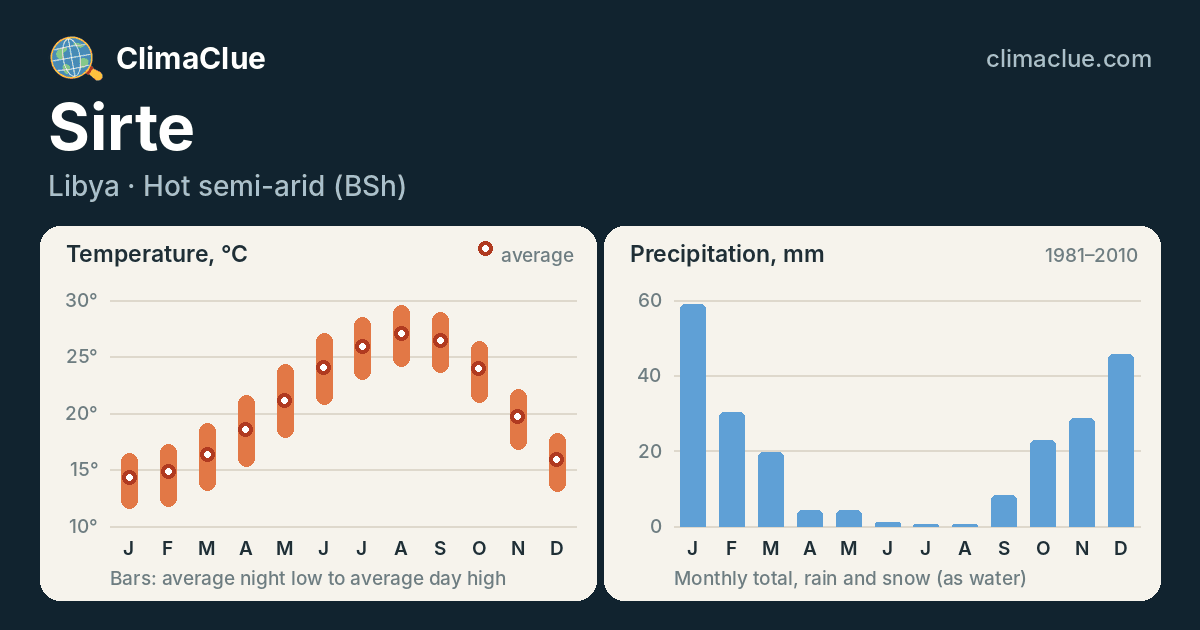 ClimaClue
climaclue.com
Sirte
Libya · Hot semi-arid (BSh)
Temperature, °C
average
30°
25°
20°
15°
10°
J F M A M J J A S O N D
Bars: average night low to average day high
Precipitation, mm
1981–2010
60
40
20
0
J F M A M J J A S O N D
Monthly total, rain and snow (as water)